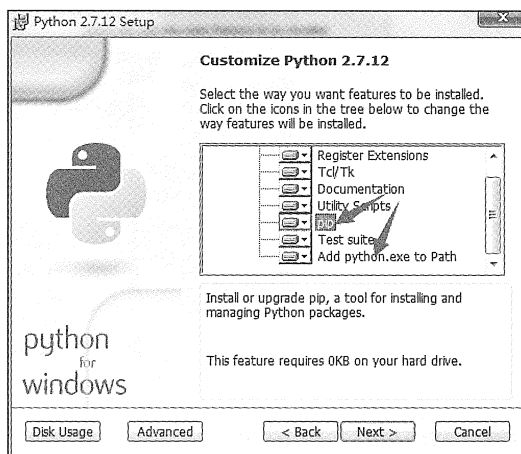 Python 2.7.12 Setup
Customize Python 2.7.12
Select the way you want features to be installed.
Click on the icons in the tree below to change the
way features will be installed.
Register Extensions
Tcl/Tk
Documentation
Utility Scripts
pip
Test suite
Add python.exe to Path
Install or upgrade pip, a tool for installing and
managing Python packages.
This feature requires 0KB on your hard drive.
python
for
windows
Disk Usage
Advanced
< Back
Next >
Cancel